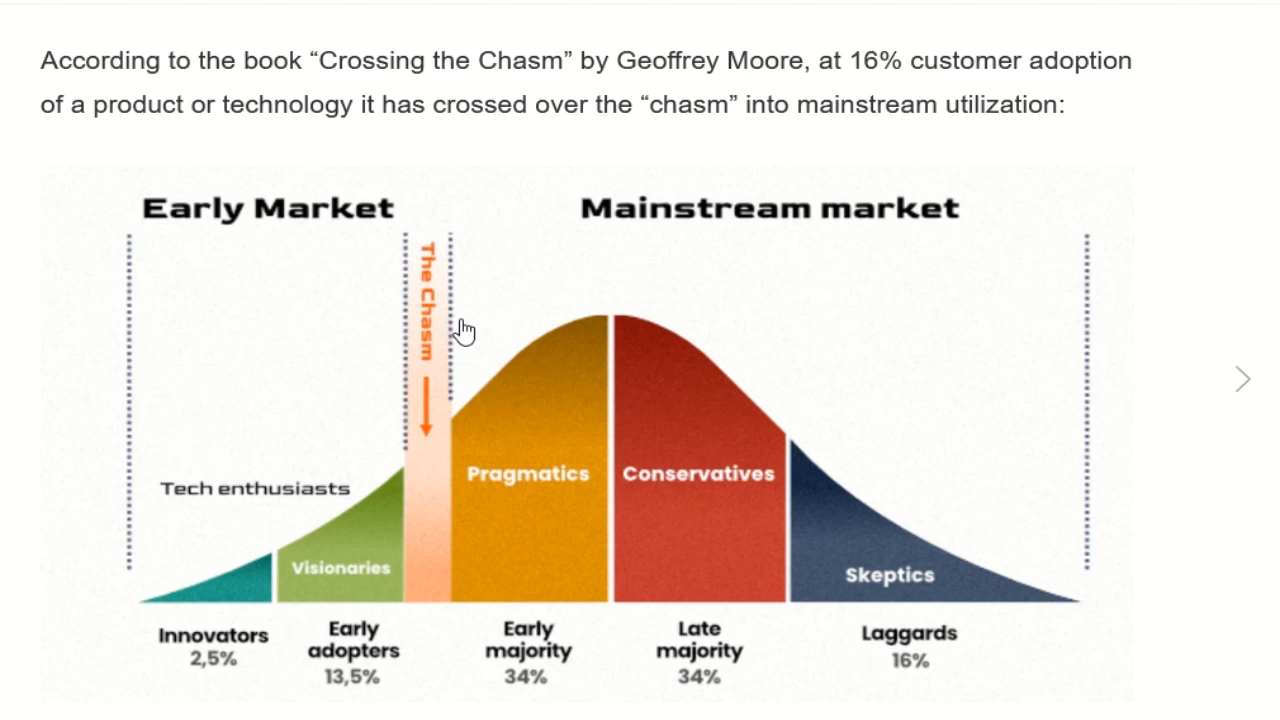 According to the book “Crossing the Chasm” by Geoffrey Moore, at 16% customer adoption
of a product or technology it has crossed over the “chasm” into mainstream utilization:
Early Market
Mainstream market
The Chasm
Tech enthusiasts
Visionaries
Pragmatics
Conservatives
Skeptics
Innovators
2,5%
Early
adopters
13,5%
Early
majority
34%
Late
majority
34%
Laggards
16%